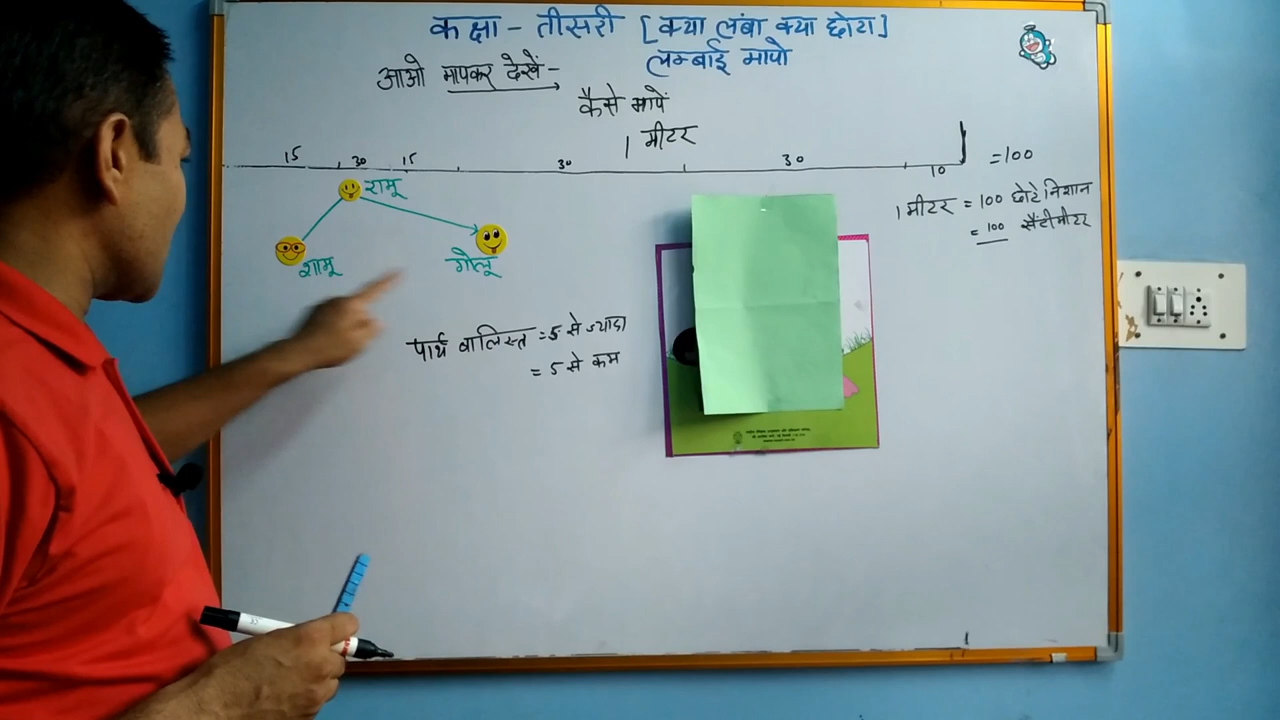 कक्षा - तीसरी [क्या लंबा क्या छोटा]
लम्बाई मापो
आओ मापकर देखें-
कैसे मापें
1 मीटर
15 30 15 30 30 10 = 100
1 मीटर = 100 छोटे निशान
= 100 सैंटीमीटर
रामू
शामू
गोलू
पार्थ बालिस्त = 5 से ज्यादा
= 5 से कम